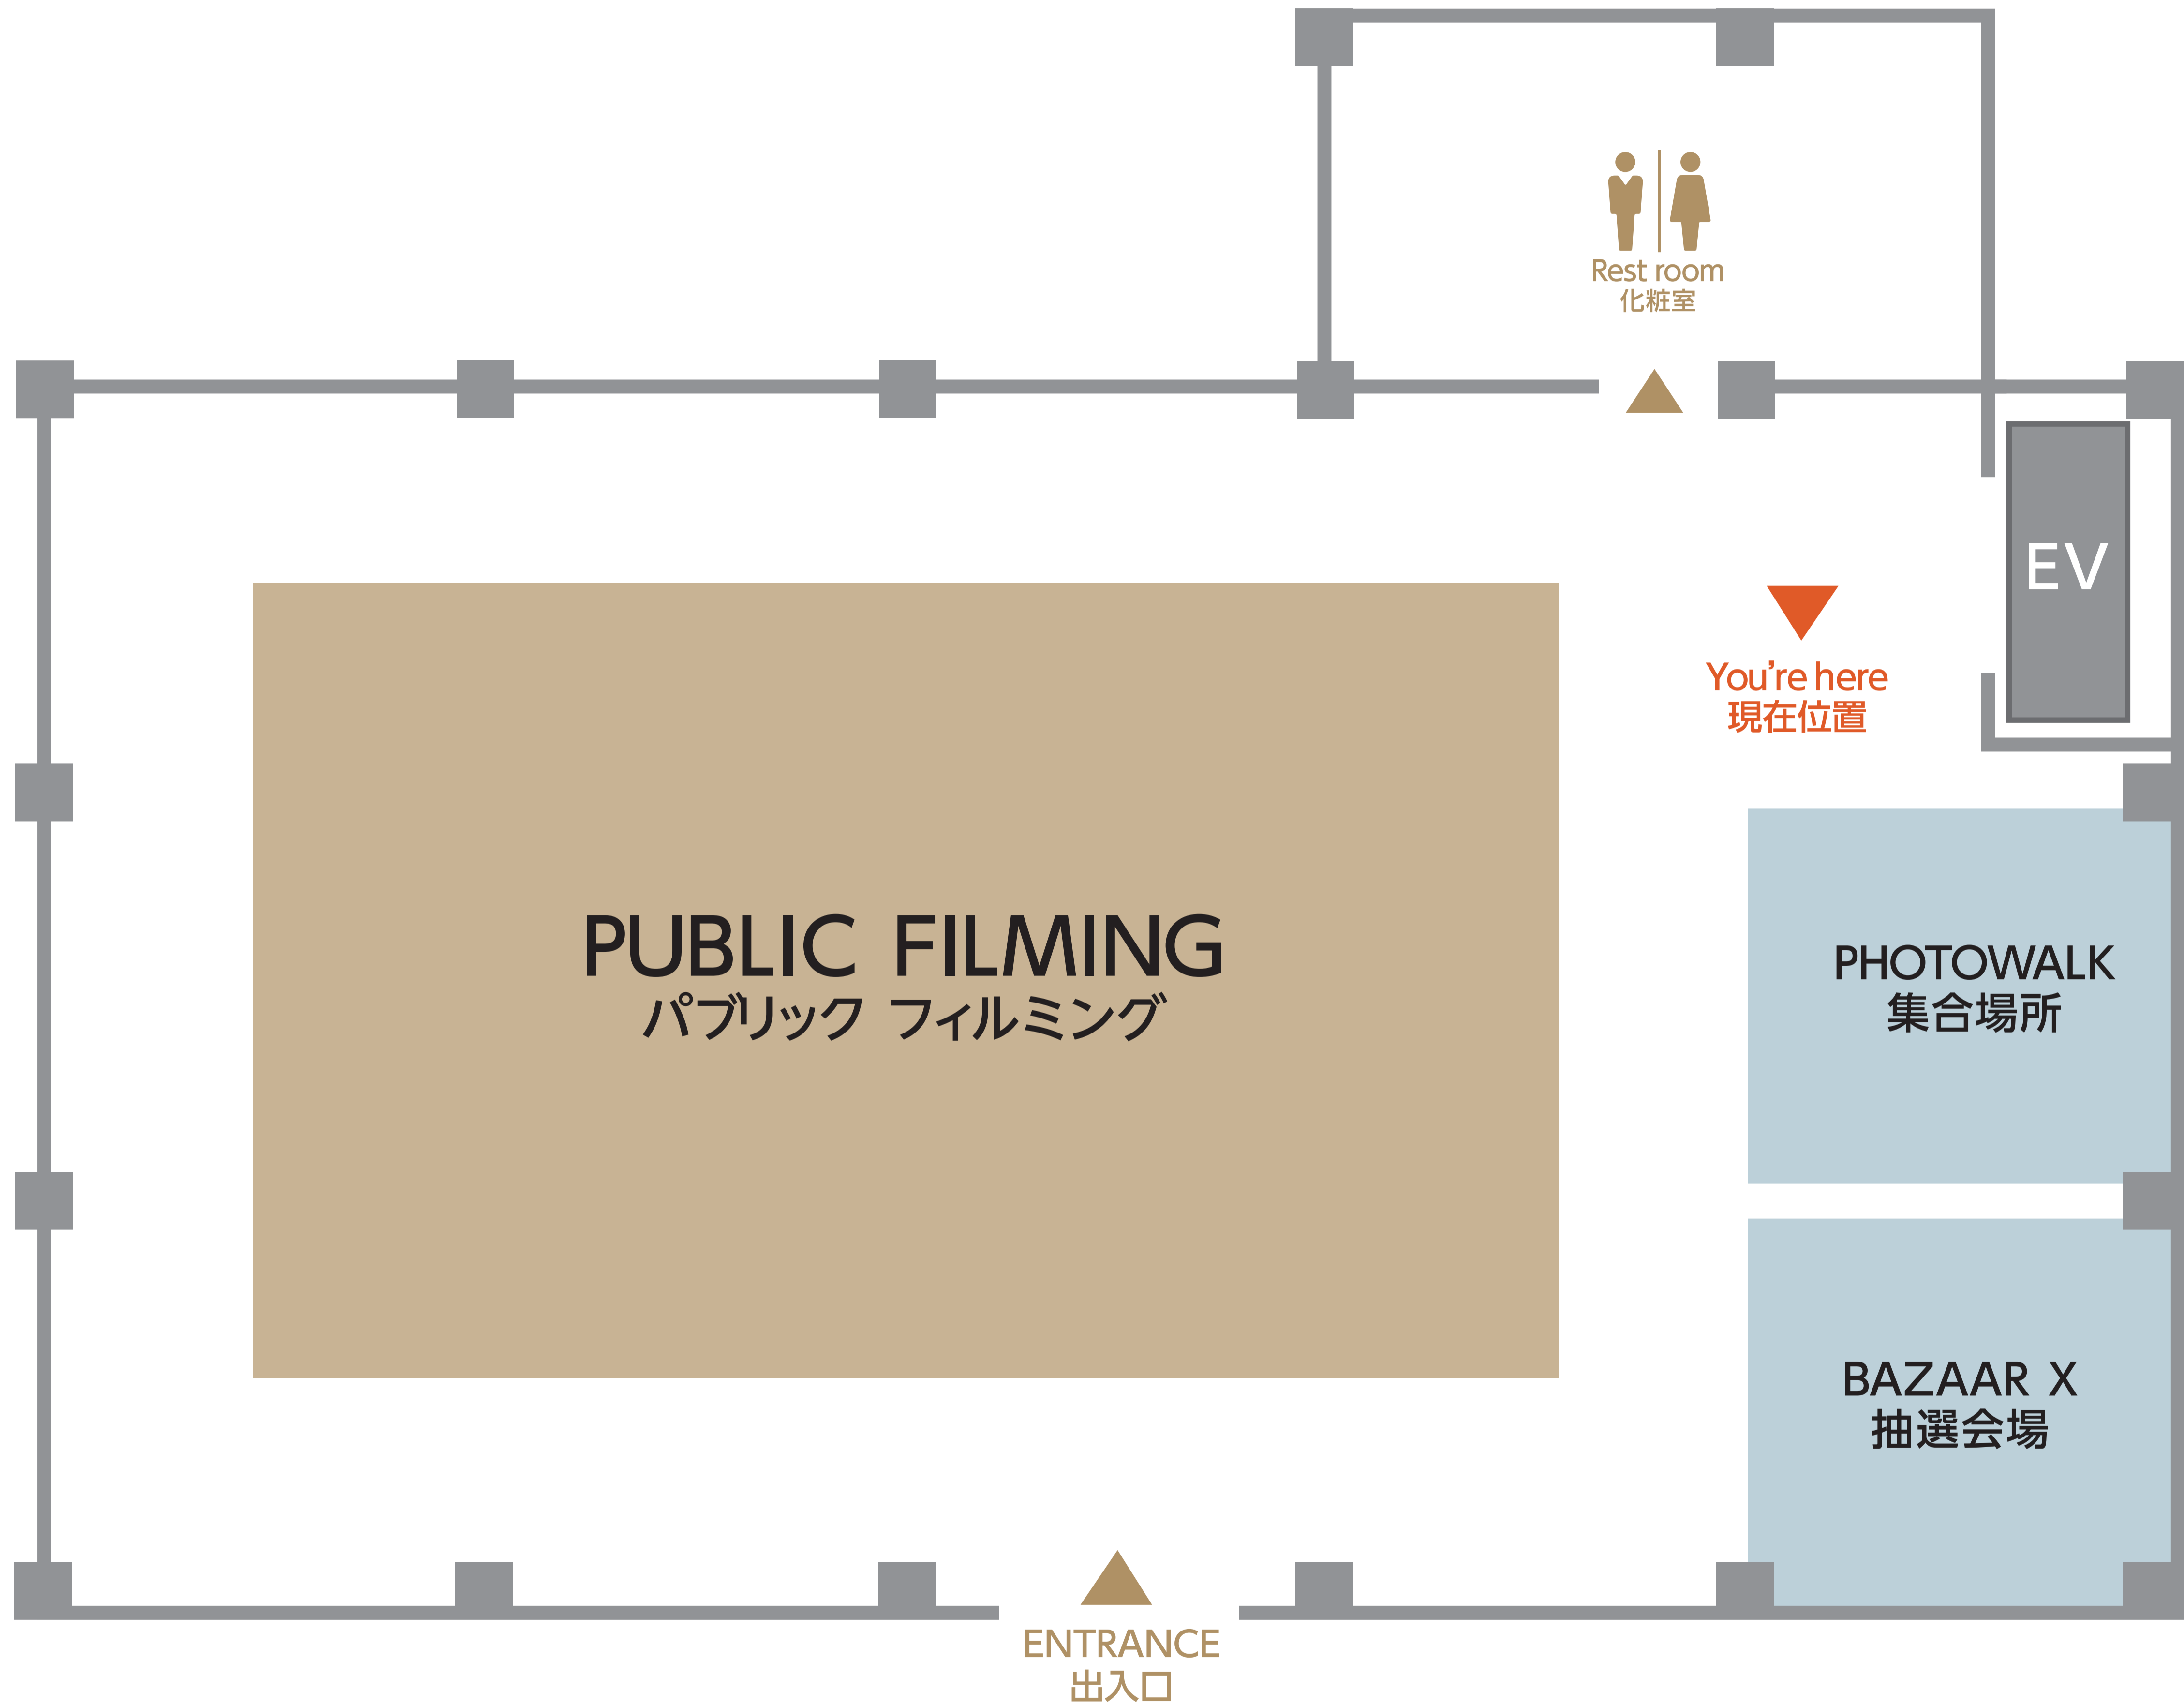 Rest room
化粧室
EV
You're here
現在位置
PUBLIC FILMING
パブリック フィルミング
PHOTOWALK
集合場所
BAZAAR X
抽選会場
ENTRANCE
出入口